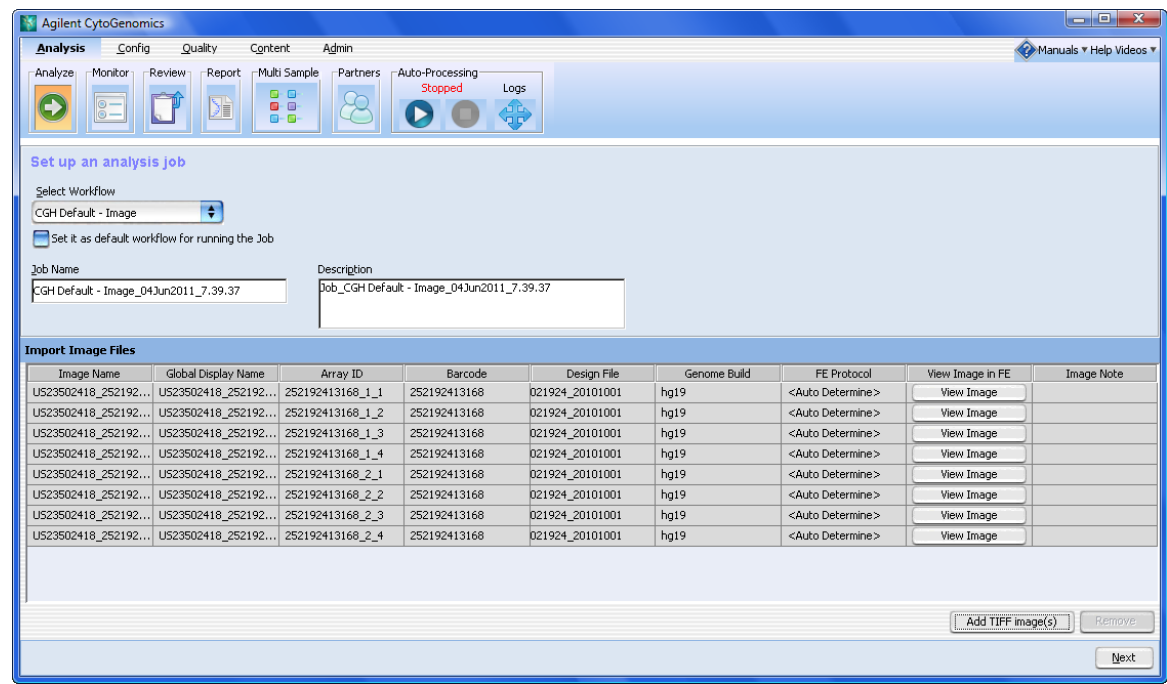 Agilent CytoGenomics
Analysis Config Quality Content Admin
Manuals Help Videos
Analyze Monitor Review Report Multi Sample Partners Auto-Processing
Stopped Logs
Set up an analysis job
Select Workflow
CGH Default - Image
Set it as default workflow for running the Job
Job Name Description
CGH Default - Image_04Jun2011_7.39.37 Job_CGH Default - Image_04Jun2011_7.39.37
Import Image Files
Image Name Global Display Name Array ID Barcode Design File Genome Build FE Protocol View Image in FE Image Note
US23502418_252192... US23502418_252192... 252192413168_1_1 252192413168 021924_20101001 hg19 <Auto Determine> View Image
US23502418_252192... US23502418_252192... 252192413168_1_2 252192413168 021924_20101001 hg19 <Auto Determine> View Image
US23502418_252192... US23502418_252192... 252192413168_1_3 252192413168 021924_20101001 hg19 <Auto Determine> View Image
US23502418_252192... US23502418_252192... 252192413168_1_4 252192413168 021924_20101001 hg19 <Auto Determine> View Image
US23502418_252192... US23502418_252192... 252192413168_2_1 252192413168 021924_20101001 hg19 <Auto Determine> View Image
US23502418_252192... US23502418_252192... 252192413168_2_2 252192413168 021924_20101001 hg19 <Auto Determine> View Image
US23502418_252192... US23502418_252192... 252192413168_2_3 252192413168 021924_20101001 hg19 <Auto Determine> View Image
US23502418_252192... US23502418_252192... 252192413168_2_4 252192413168 021924_20101001 hg19 <Auto Determine> View Image
Add TIFF image(s) Remove
Next